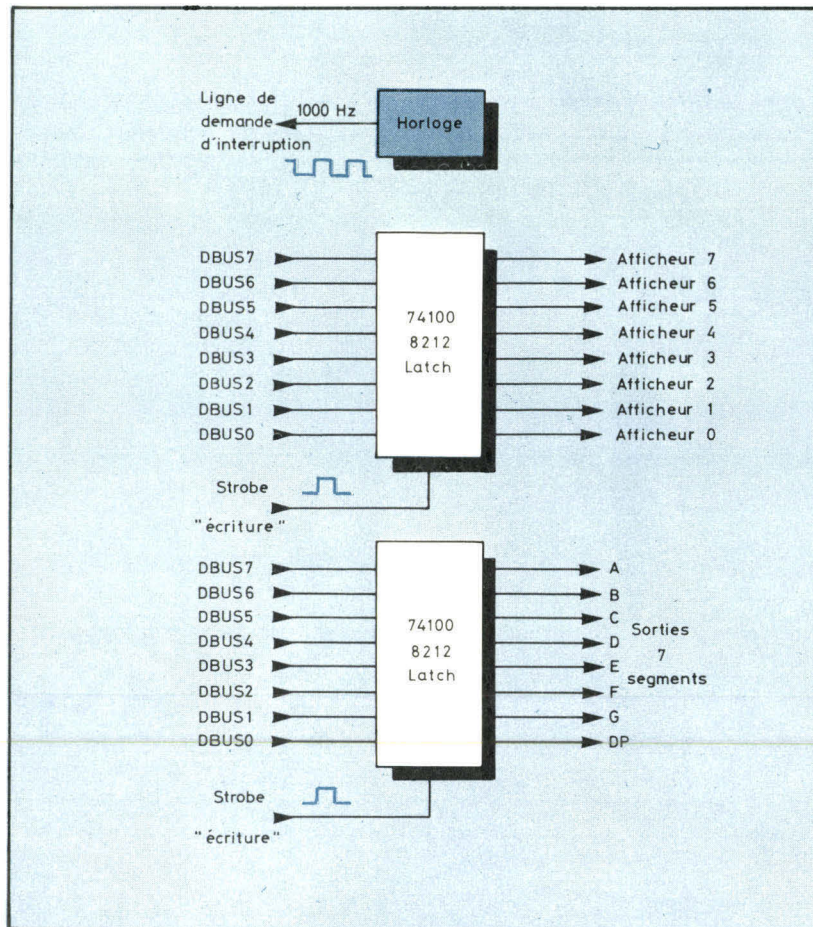 Ligne de
demande
d'interruption
1000 Hz
Horloge
DBUS7
DBUS6
DBUS5
DBUS4
DBUS3
DBUS2
DBUS1
DBUS0
74100
8212
Latch
Afficheur 7
Afficheur 6
Afficheur 5
Afficheur 4
Afficheur 3
Afficheur 2
Afficheur 1
Afficheur 0
Strobe
"écriture"
DBUS7
DBUS6
DBUS5
DBUS4
DBUS3
DBUS2
DBUS1
DBUS0
74100
8212
Latch
A
B
C
D
E
F
G
DP
Sorties
7
segments
Strobe
"écriture"